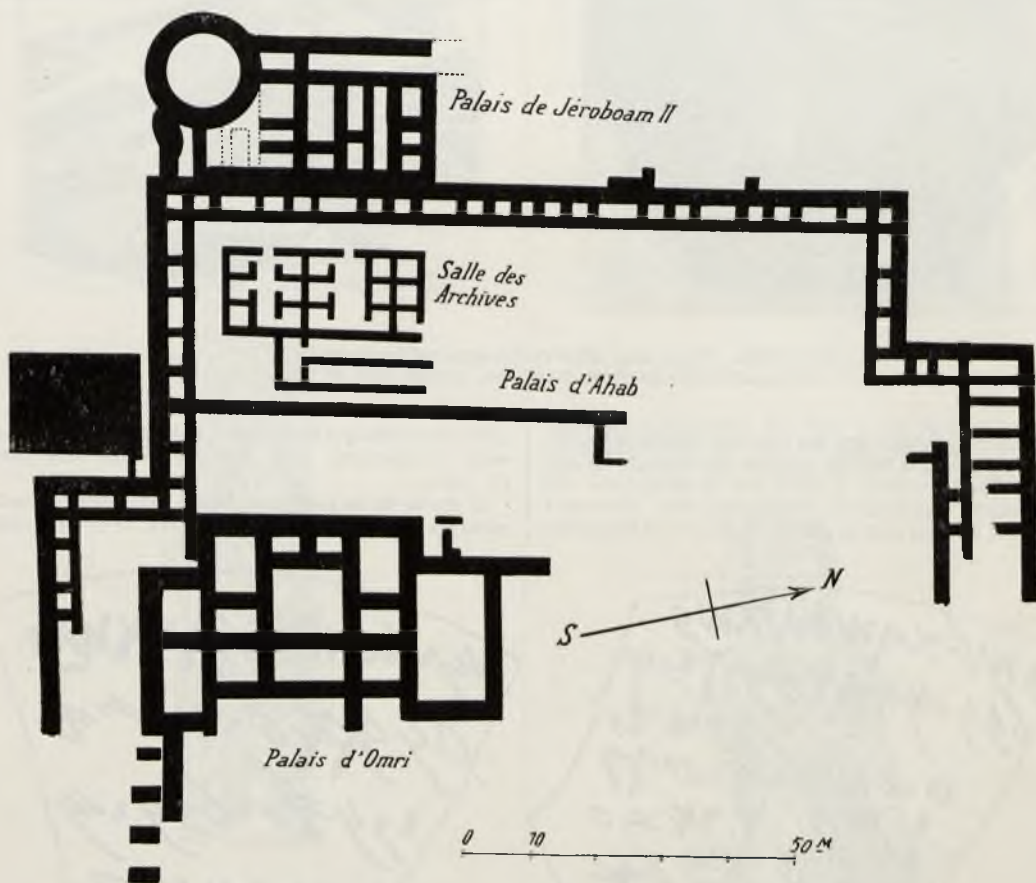 Palais de Jéroboam II
Salle des
Archives
Palais d'Ahab
N
S
Palais d'Omri
0 10 50 M